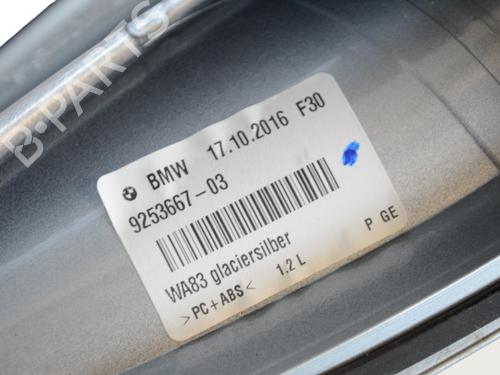 B-PARTS
BMW 17.10.2016 F30
9253667-03
WA83 glaciersilber
>PC+ABS< 1.2 L P GE